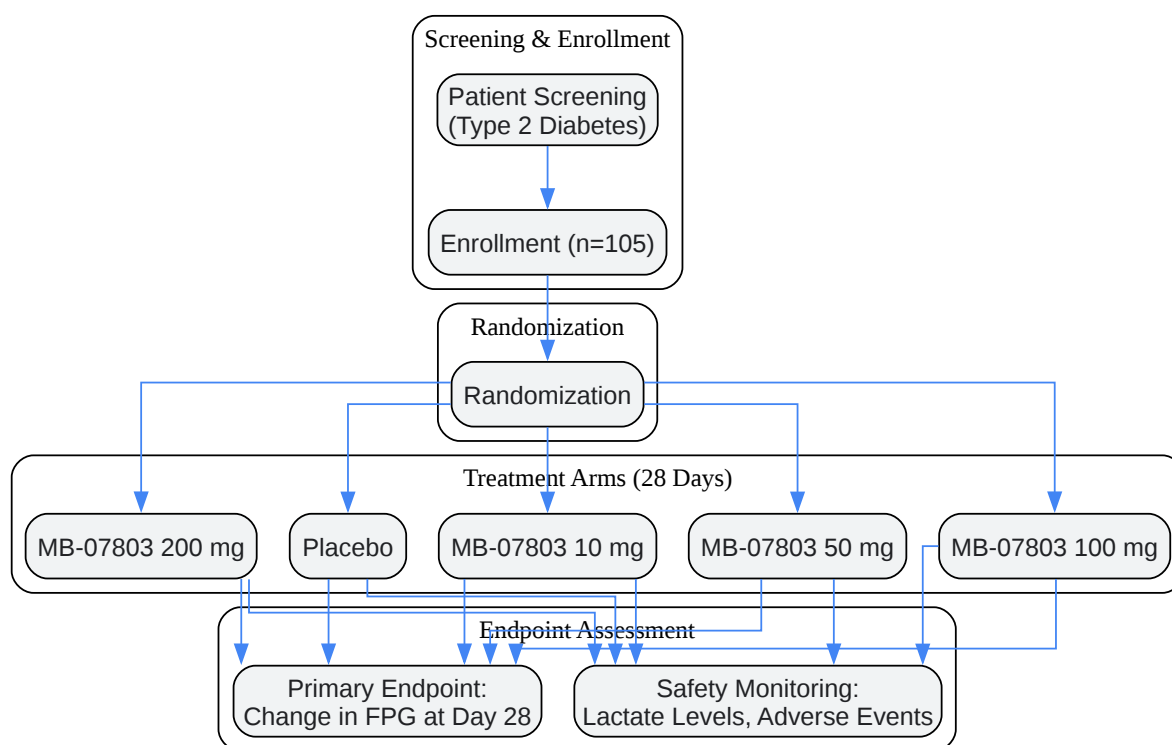 Screening & Enrollment
Patient Screening
(Type 2 Diabetes)
Enrollment (n=105)
Randomization
Randomization
Treatment Arms (28 Days)
MB-07803 200 mg
Placebo
MB-07803 10 mg
MB-07803 50 mg
MB-07803 100 mg
Endpoint Assessment
Primary Endpoint:
Change in FPG at Day 28
Safety Monitoring:
Lactate Levels, Adverse Events